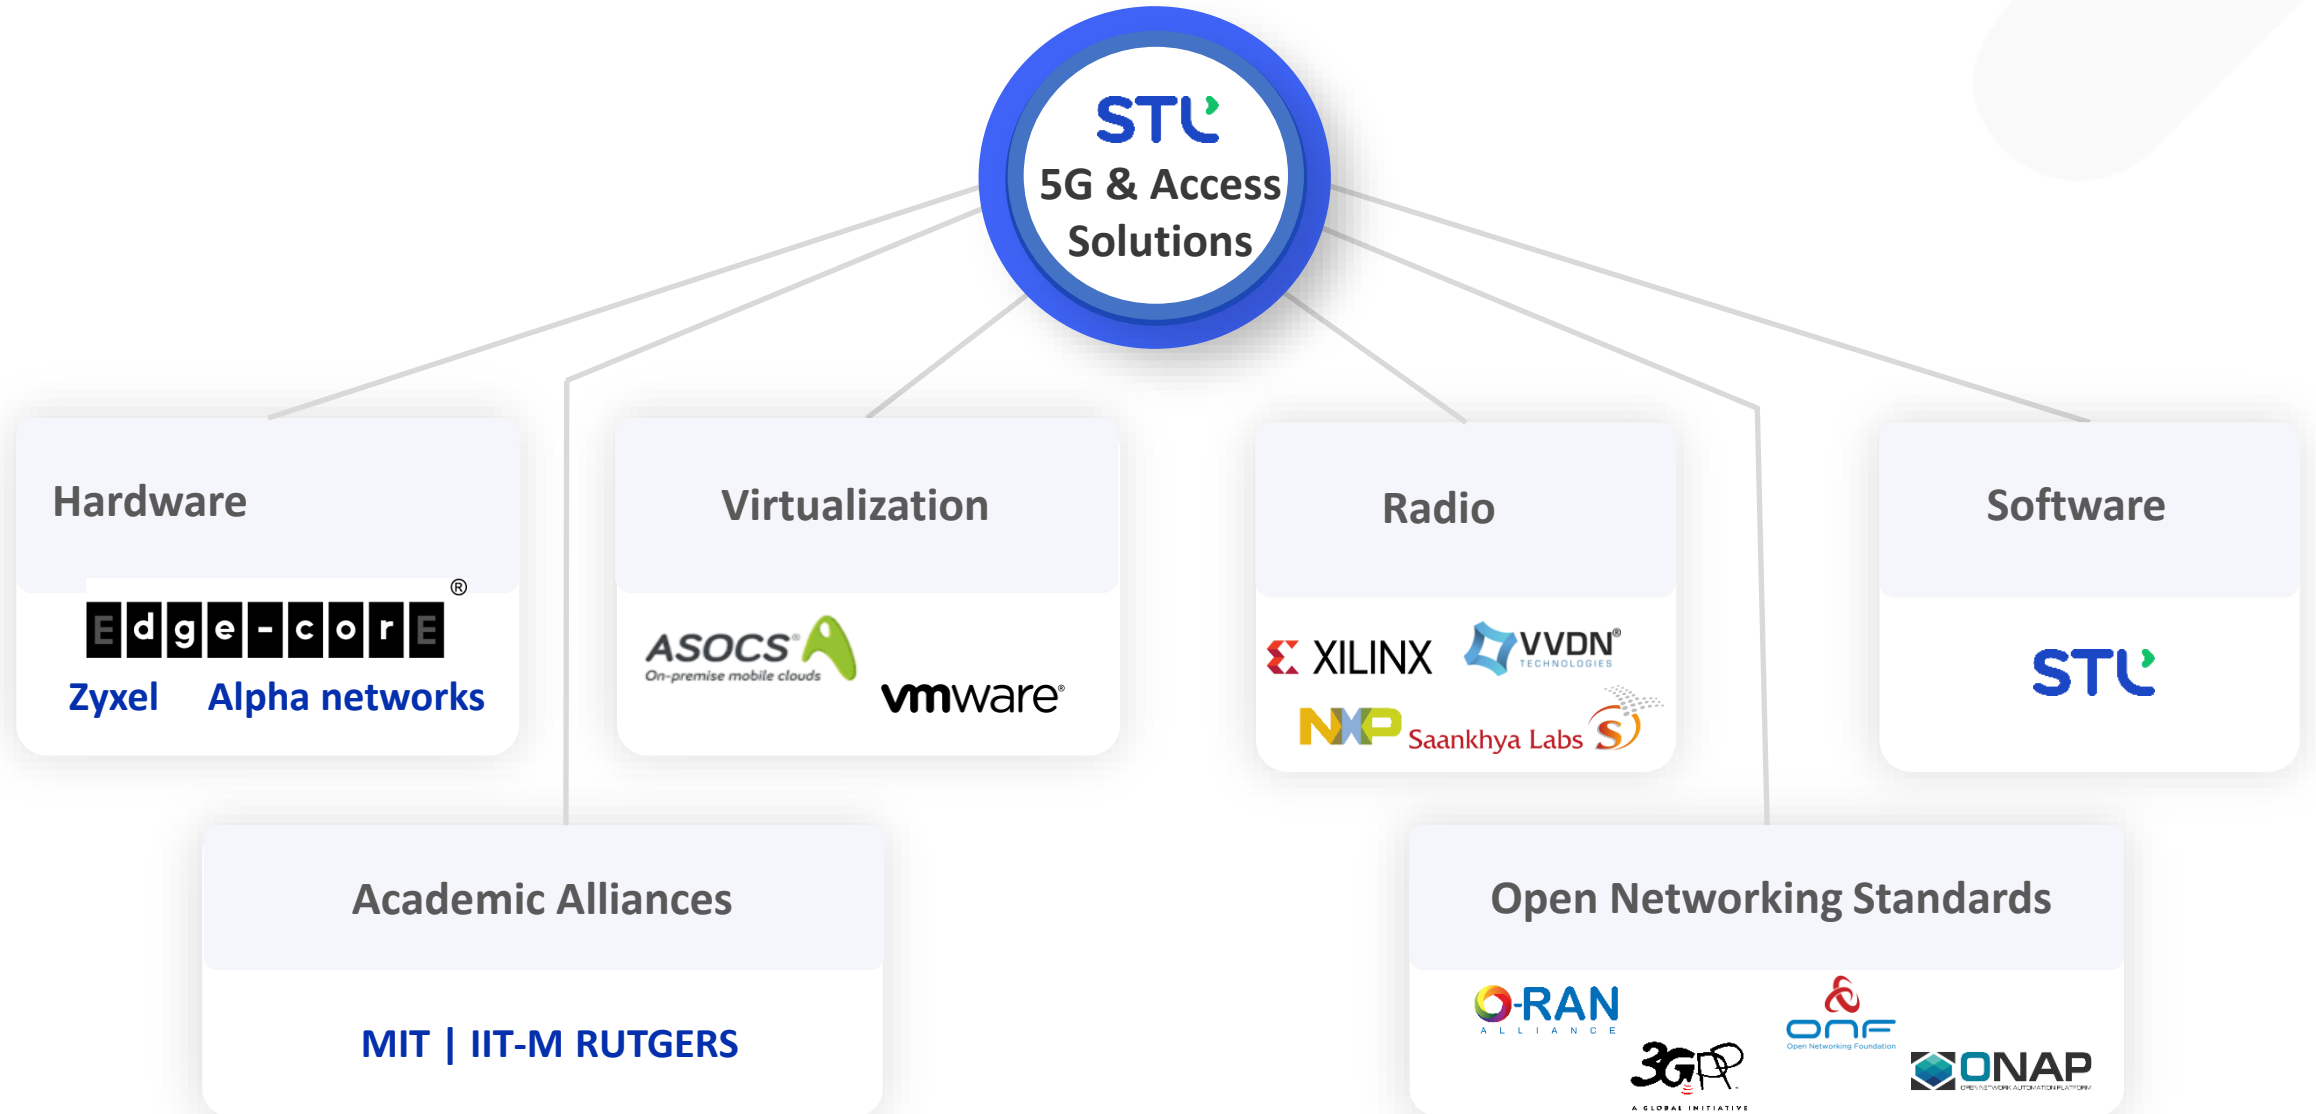 STL
5G & Access
Solutions
Hardware
Edge-corE®
Zyxel Alpha networks
Virtualization
ASOCS®
On-premise mobile clouds
vmware®
Radio
XILINX
VVDN®
TECHNOLOGIES
NXP
Saankhya Labs S
Software
STL
Academic Alliances
MIT | IIT-M RUTGERS
Open Networking Standards
O-RAN
ALLIANCE
3GPP
A GLOBAL INITIATIVE
ONF
Open Networking Foundation
ONAP
OPEN NETWORK AUTOMATION PLATFORM